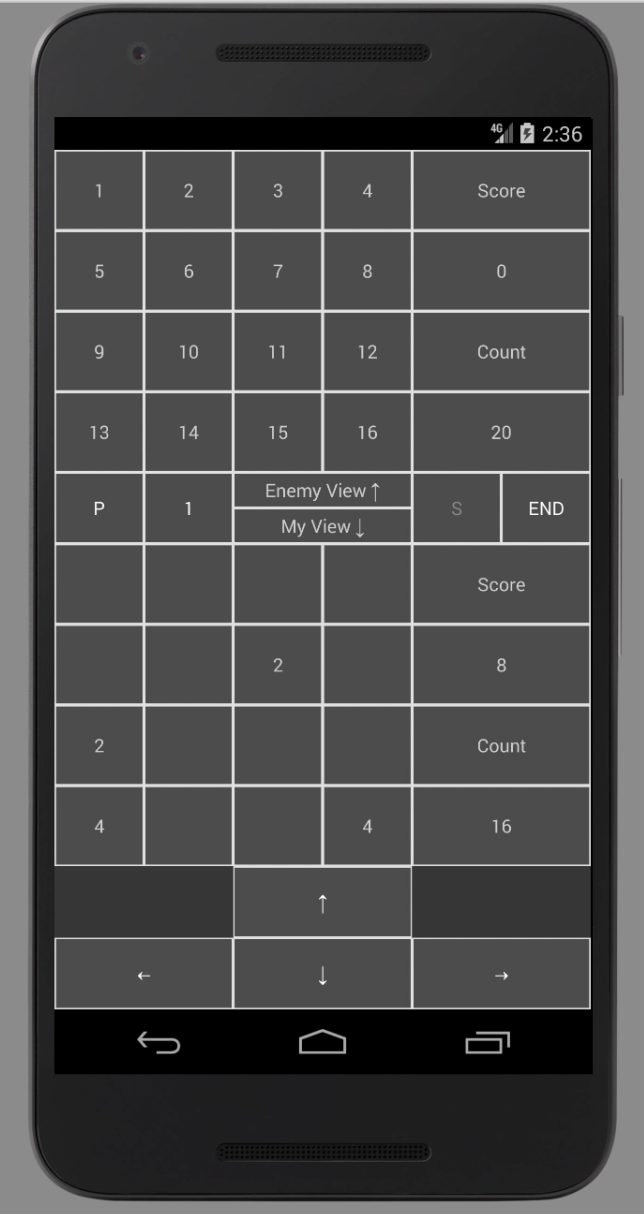 4G 2:36
1 2 3 4 Score
5 6 7 8 0
9 10 11 12 Count
13 14 15 16 20
P 1 Enemy View ↑ S END
My View ↓
Score
2 8
2 Count
4 4 16
↑
← ↓ →